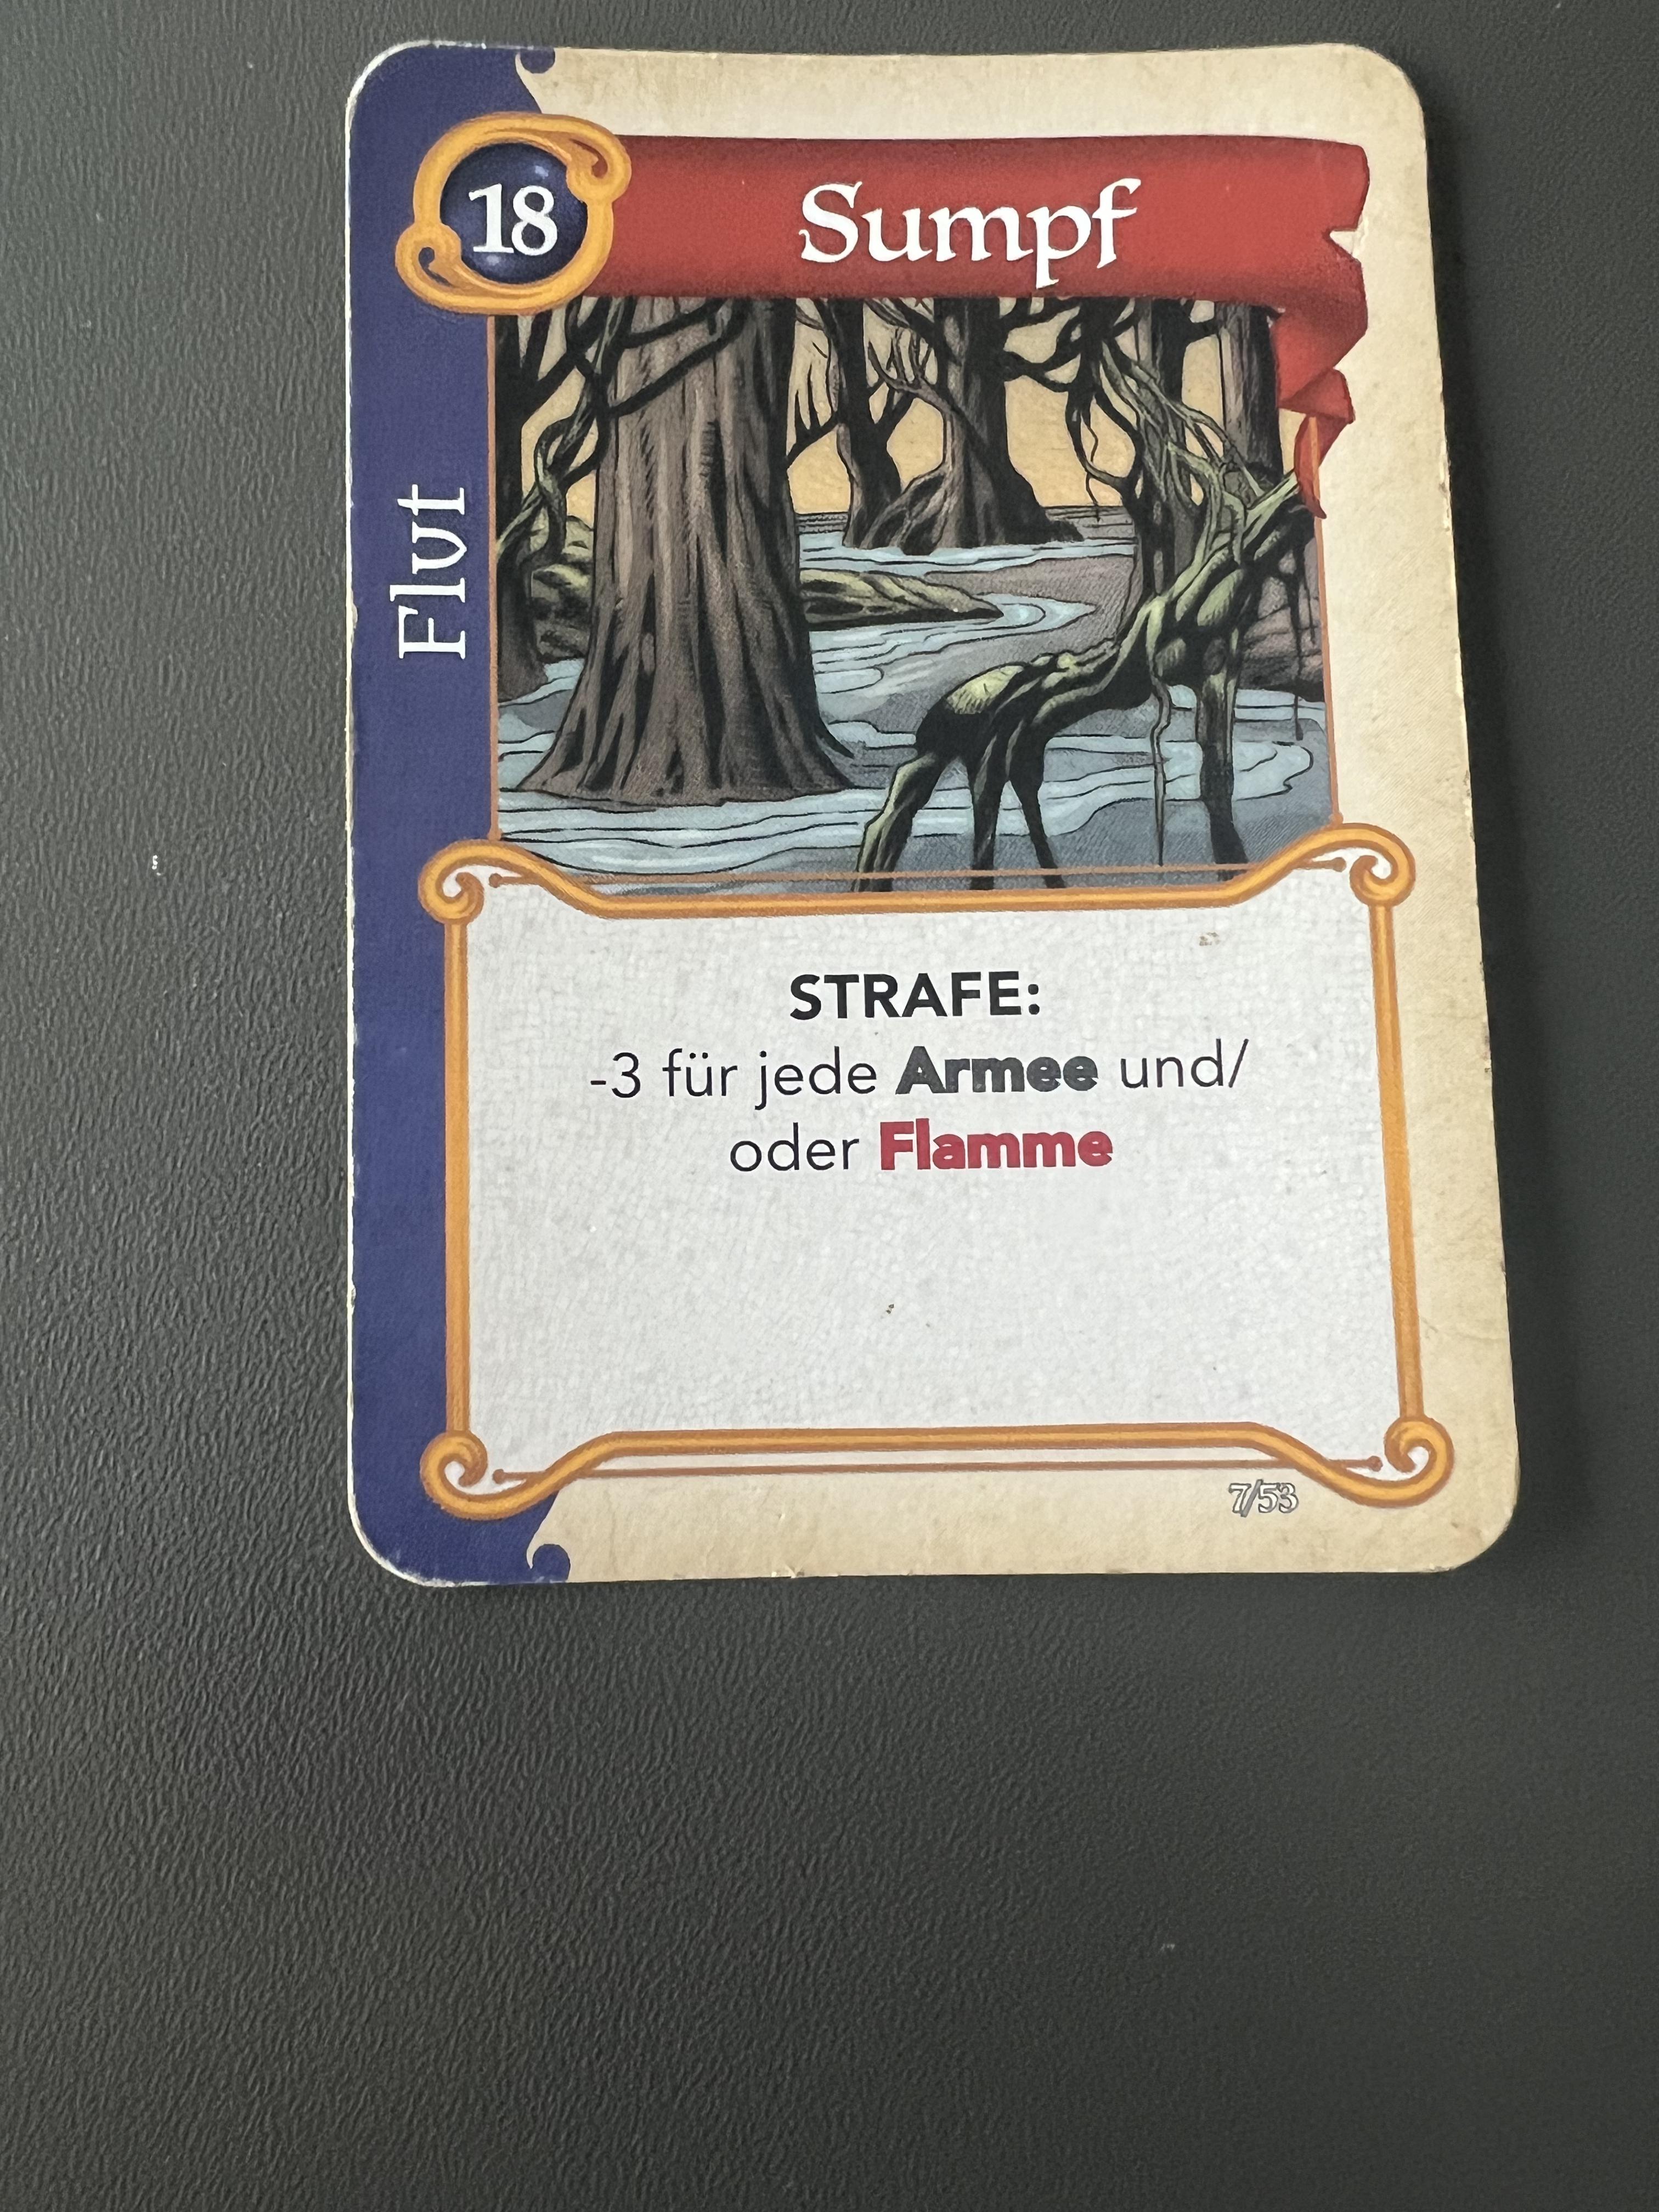 18
Sumpf
Flut
STRAFE:
-3 für jede Armee und/
oder Flamme
7/53